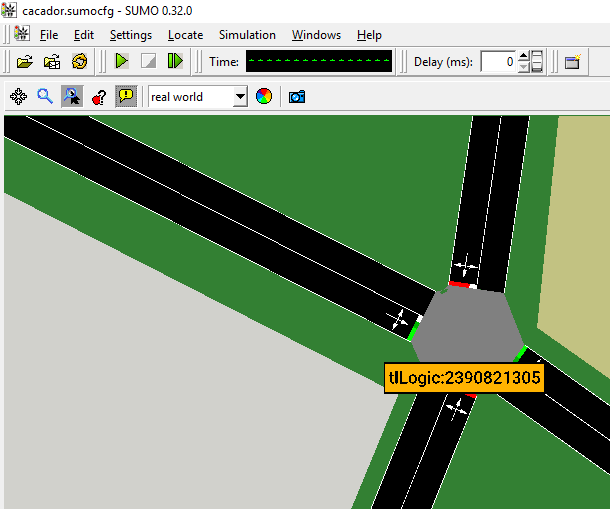 cacador.sumocfg - SUMO 0.32.0
File Edit Settings Locate Simulation Windows Help
Time: Delay (ms): 0
real world
tlLogic:2390821305